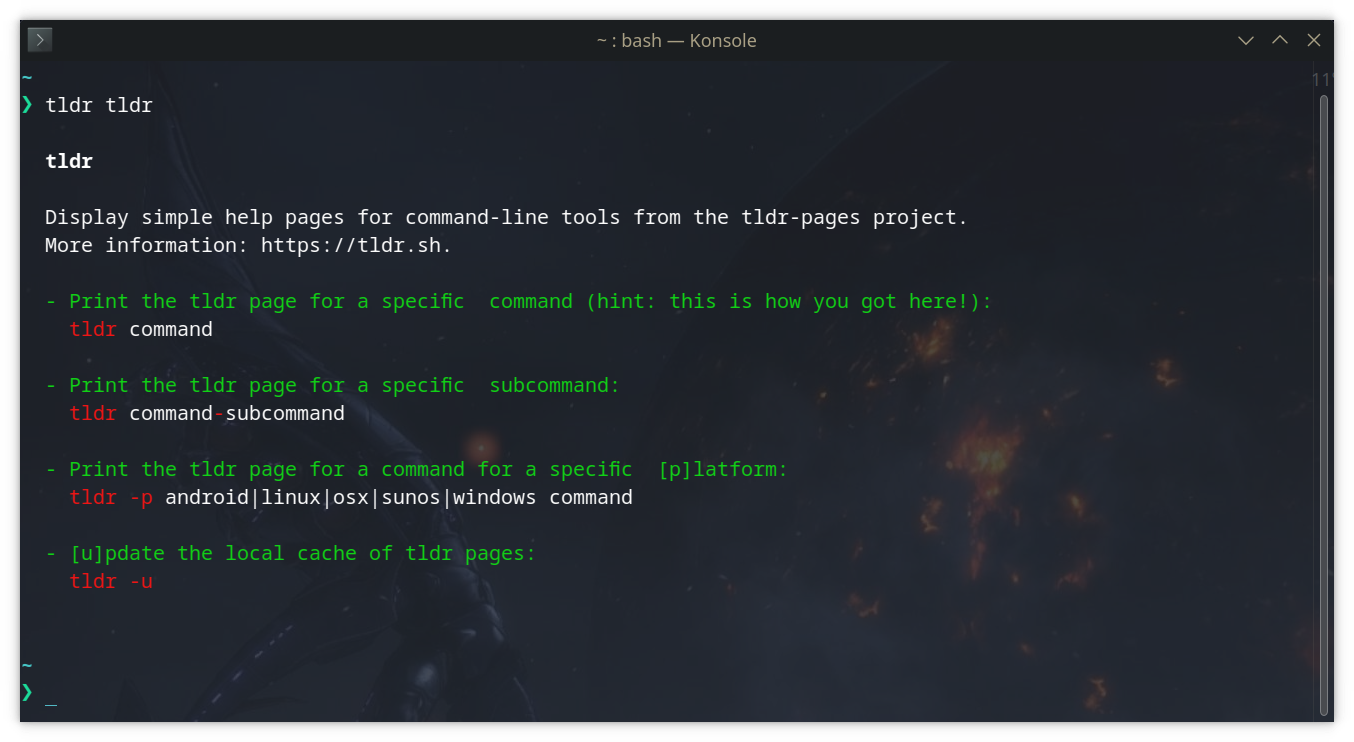 ~ : bash — Konsole
~
❯ tldr tldr
tldr
Display simple help pages for command-line tools from the tldr-pages project.
More information: https://tldr.sh.
- Print the tldr page for a specific  command (hint: this is how you got here!):
tldr command
- Print the tldr page for a specific  subcommand:
tldr command-subcommand
- Print the tldr page for a command for a specific  [p]latform:
tldr -p android|linux|osx|sunos|windows command
- [u]pdate the local cache of tldr pages:
tldr -u
~
❯ _